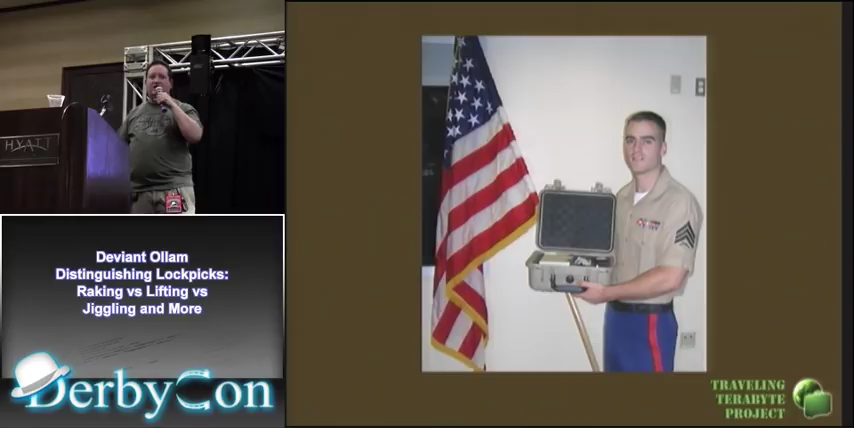 HYATT
Deviant Ollam
Distinguishing Lockpicks:
Raking vs Lifting vs
Jiggling and More
DerbyCon
TRAVELING
TERABYTE
PROJECT